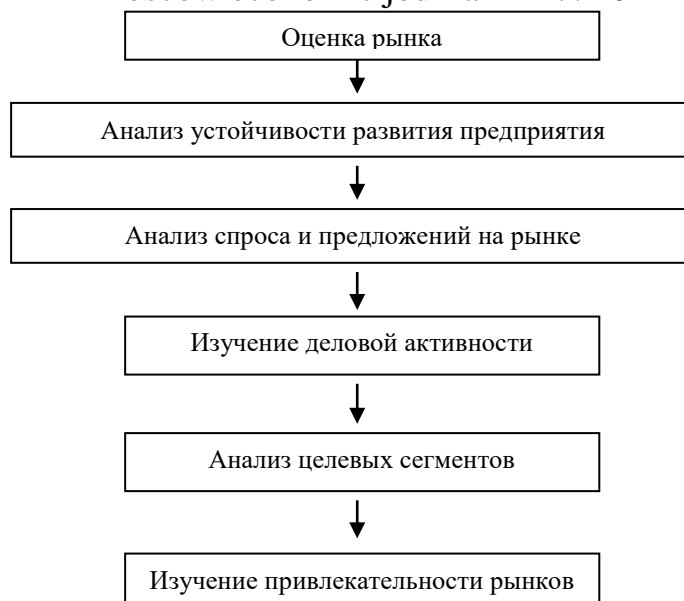 Оценка рынка
Анализ устойчивости развития предприятия
Анализ спроса и предложений на рынке
Изучение деловой активности
Анализ целевых сегментов
Изучение привлекательности рынков